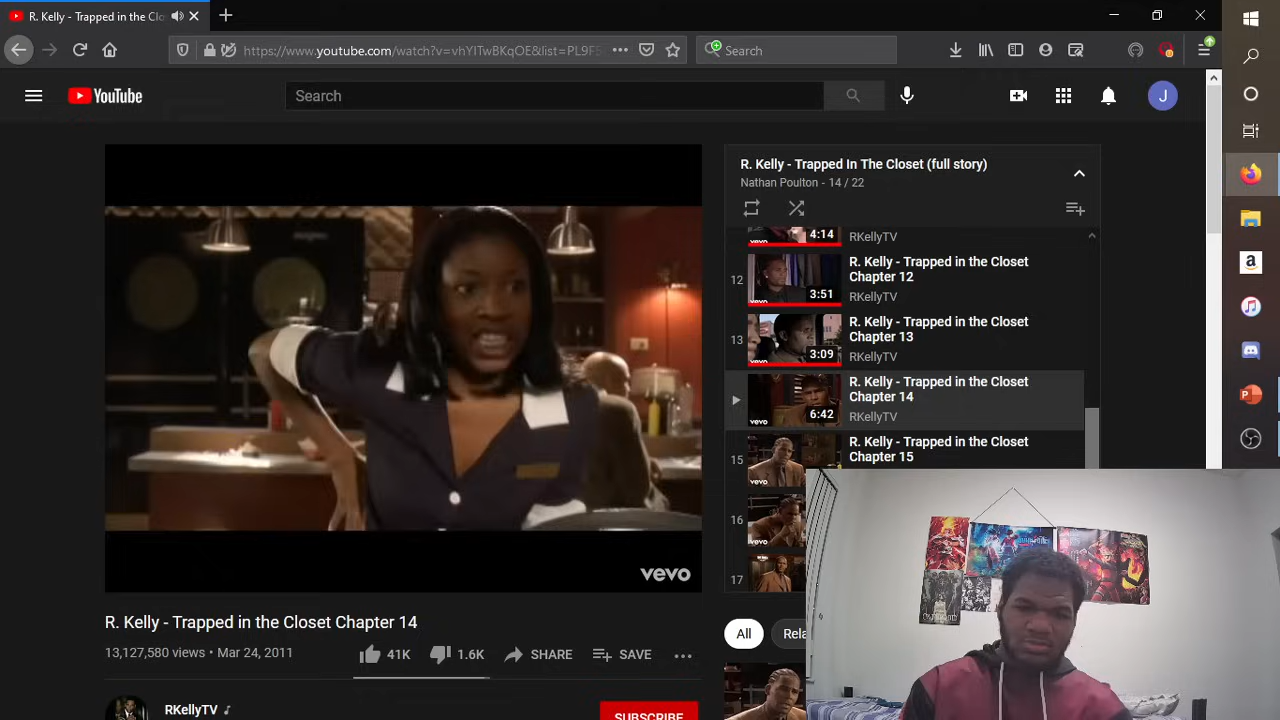 R. Kelly - Trapped in the Clo
https://www.youtube.com/watch?v=vhYITwBKtOE&list=PL9FB
Search
YouTube
Search
J
R. Kelly - Trapped In The Closet (full story)
Nathan Poulton - 14 / 22
4:14
RKellyTV
12
R. Kelly - Trapped in the Closet
Chapter 12
3:51
RKellyTV
13
R. Kelly - Trapped in the Closet
Chapter 13
3:09
RKellyTV
R. Kelly - Trapped in the Closet
Chapter 14
6:42
RKellyTV
15
R. Kelly - Trapped in the Closet
Chapter 15
16
17
vevo
R. Kelly - Trapped in the Closet Chapter 14
13,127,580 views • Mar 24, 2011
41K
1.6K
SHARE
SAVE
All
Rela
RKellyTV
SUBSCRIBE